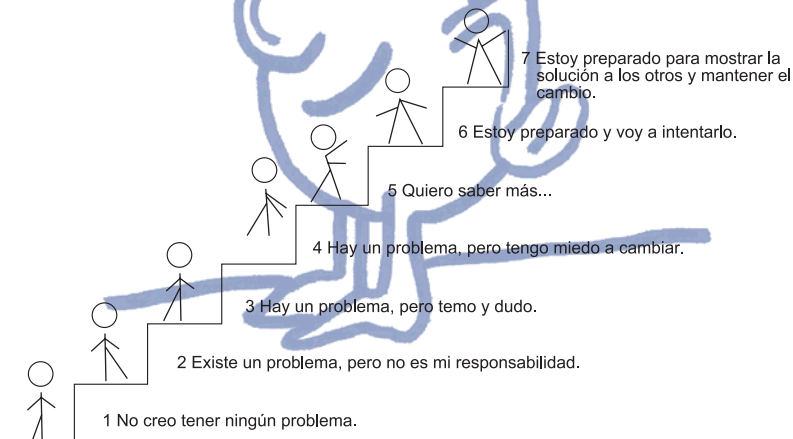 7 Estoy preparado para mostrar la
solución a los otros y mantener el
cambio.
6 Estoy preparado y voy a intentarlo.
5 Quiero saber más...
4 Hay un problema, pero tengo miedo a cambiar.
3 Hay un problema, pero temo y dudo.
2 Existe un problema, pero no es mi responsabilidad.
1 No creo tener ningún problema.